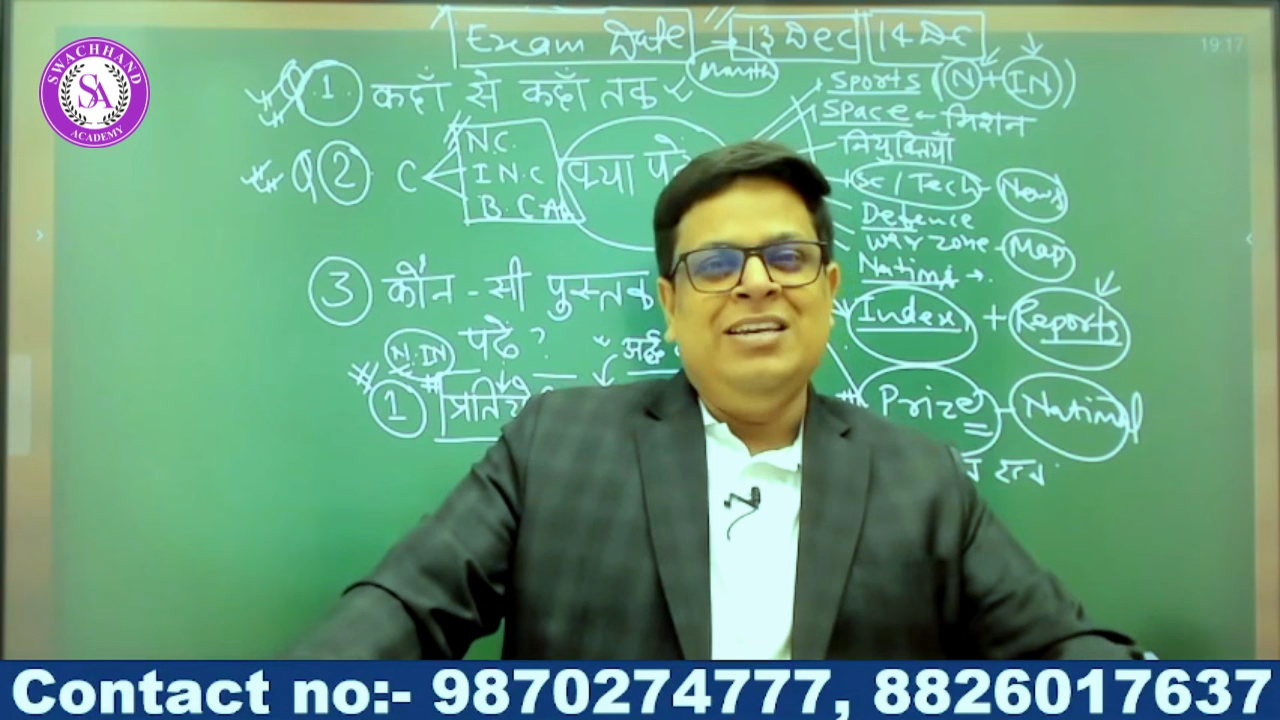 SWACHHAND
SA
ACADEMY
19:17
Exam Date → 13 Dec 14 Dec
Q 1 कहाँ से कहाँ तक Month
Q 2 C N.C. I.N.C क्या
Sports (N + IN)
Space - मिशन
नियुक्तियाँ
Sc/Tech - News
Defence
war zone - Map
National →
Index + Reports
Prize - National
रत्न
3 कौन - सी पुस्तक
पढ़ें ?
N. IN
1
Contact no:- 9870274777, 8826017637